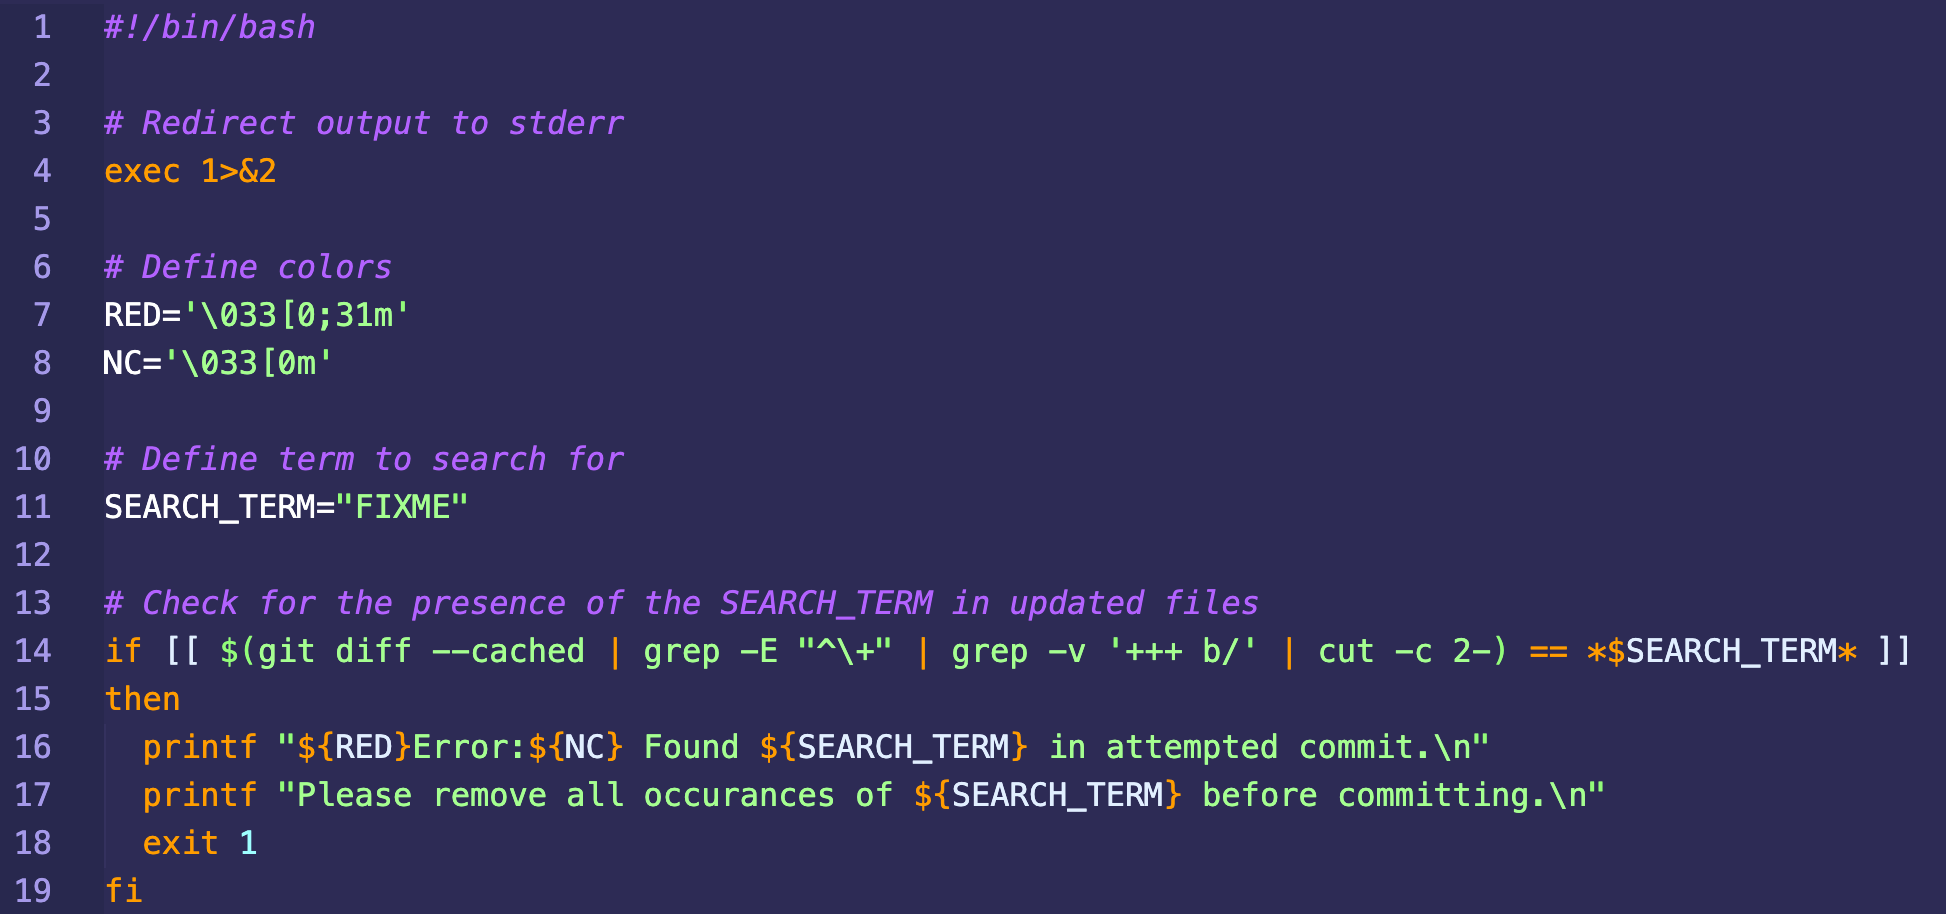 1 #!/bin/bash
2
3 # Redirect output to stderr
4 exec 1>&2
5
6 # Define colors
7 RED='\033[0;31m'
8 NC='\033[0m'
9
10 # Define term to search for
11 SEARCH_TERM="FIXME"
12
13 # Check for the presence of the SEARCH_TERM in updated files
14 if [[ $(git diff --cached | grep -E "^\+" | grep -v '+++ b/' | cut -c 2-) == *$SEARCH_TERM* ]]
15 then
16   printf "${RED}Error:${NC} Found ${SEARCH_TERM} in attempted commit.\n"
17   printf "Please remove all occurances of ${SEARCH_TERM} before committing.\n"
18   exit 1
19 fi